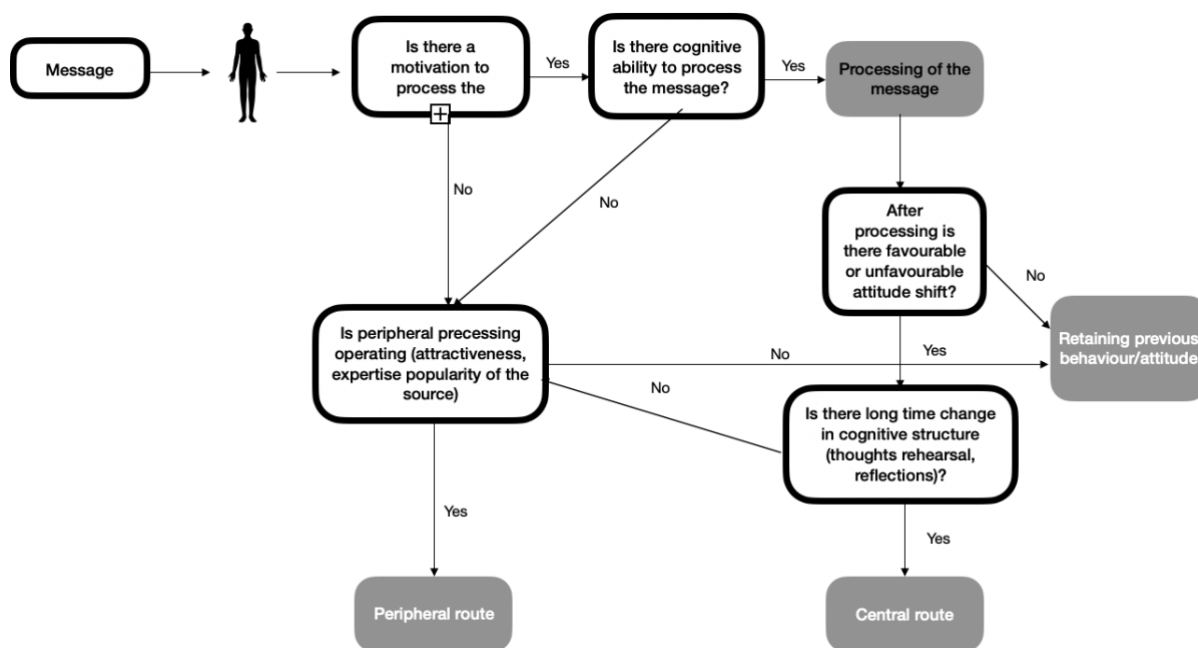 Message
Is there a
motivation to
process the
Yes
Is there cognitive
ability to process
the message?
Yes
Processing of the
message
No
No
After
processing is
there favourable
or unfavourable
attitude shift?
No
Retaining previous
behaviour/attitude
Is peripheral precessing
operating (attractiveness,
expertise popularity of the
source)
No
Yes
No
Is there long time change
in cognitive structure
(thoughts rehearsal,
reflections)?
Yes
Yes
Peripheral route
Central route